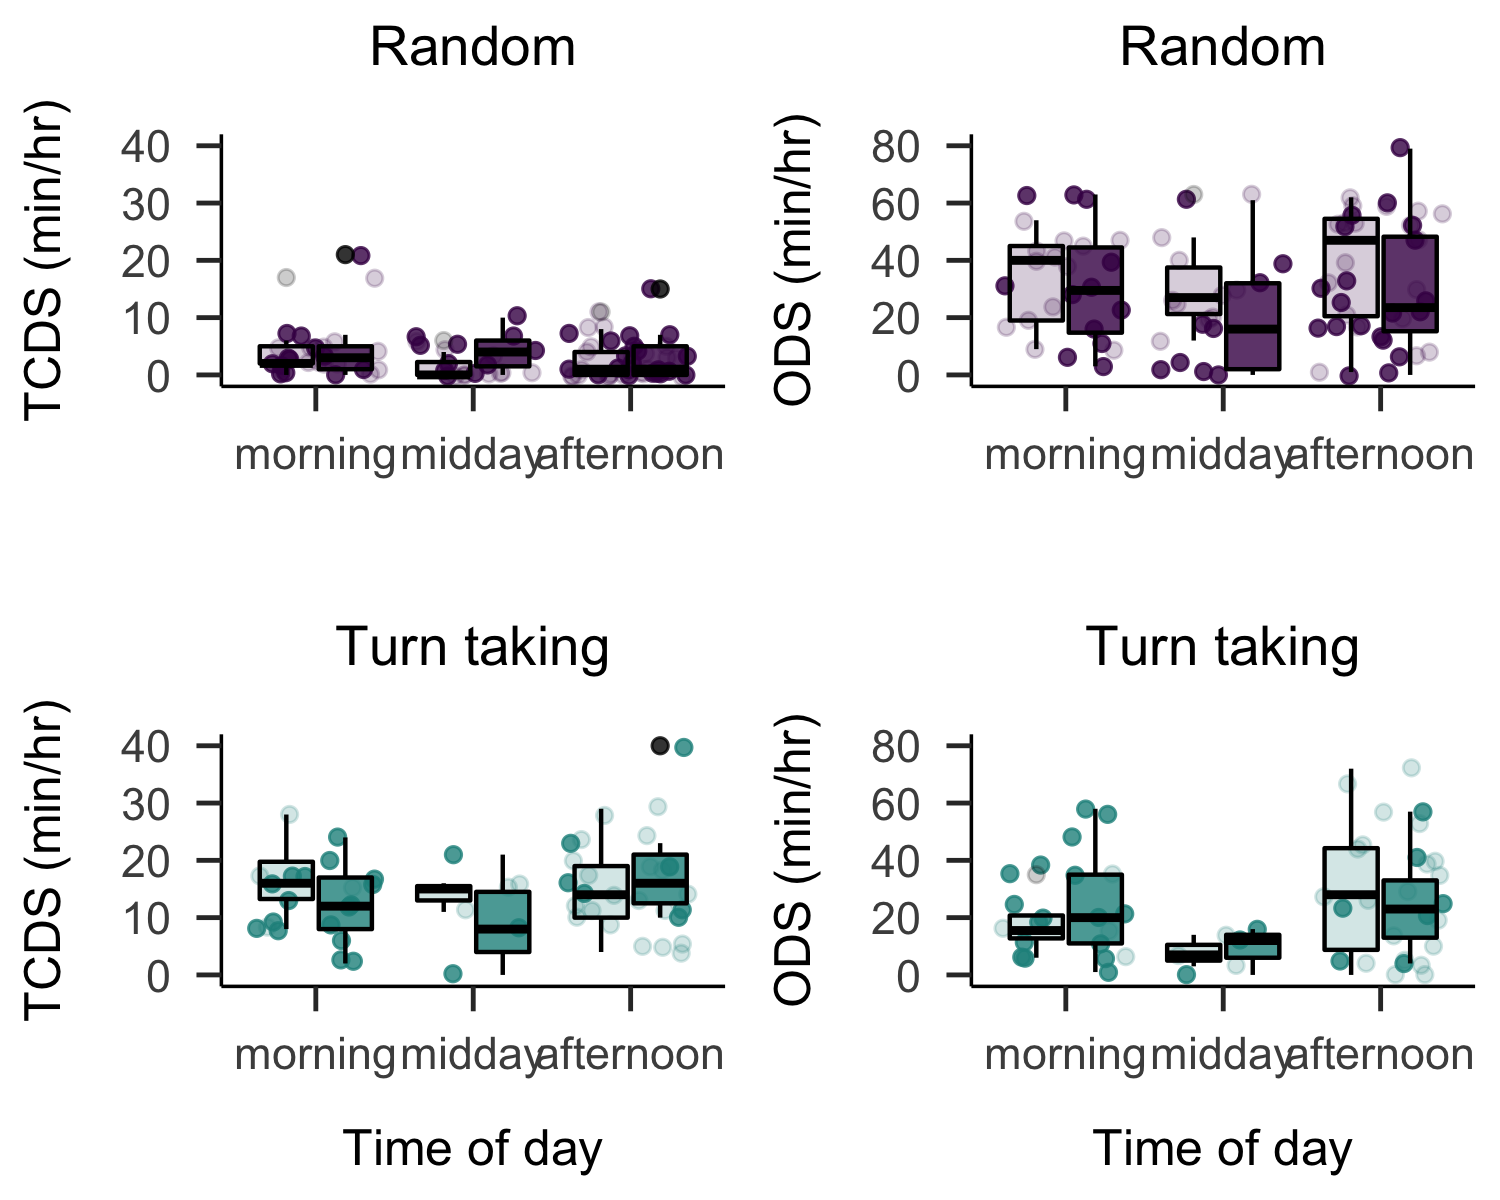 Random
TCDS (min/hr)
40
30
20
10
0
morning midday afternoon
Random
ODS (min/hr)
80
60
40
20
0
morning midday afternoon
Turn taking
TCDS (min/hr)
40
30
20
10
0
morning midday afternoon
Time of day
Turn taking
ODS (min/hr)
80
60
40
20
0
morning midday afternoon
Time of day